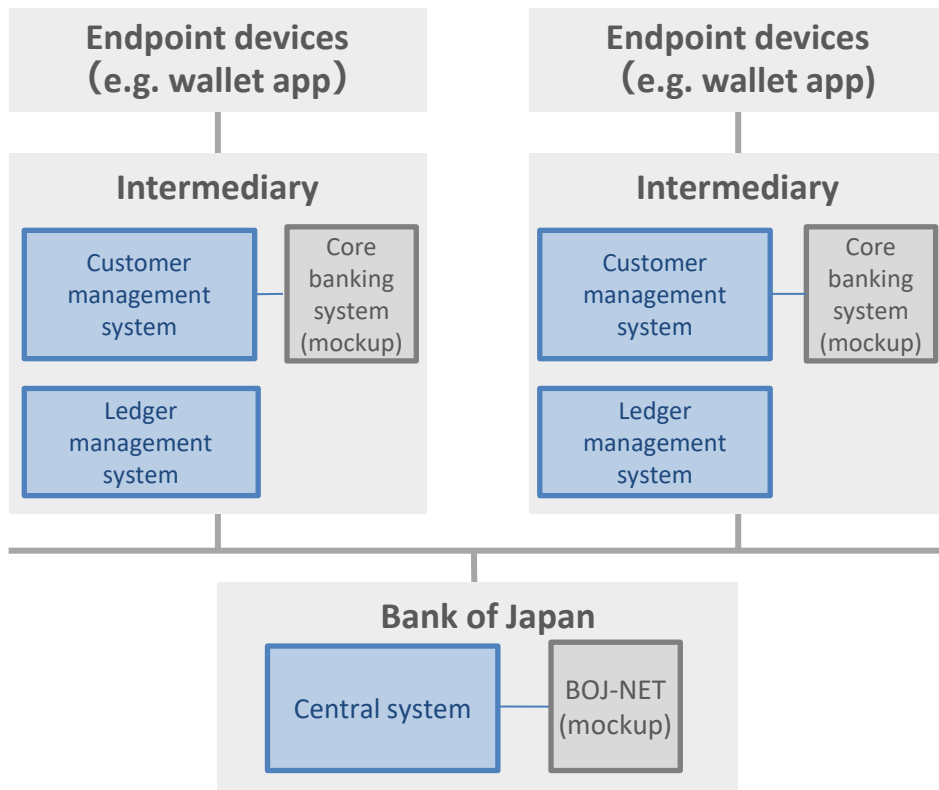 Endpoint devices
（e.g. wallet app）
Endpoint devices
（e.g. wallet app)
Intermediary
Customer
management
system
Core
banking
system
(mockup)
Ledger
management
system
Intermediary
Customer
management
system
Core
banking
system
(mockup)
Ledger
management
system
Bank of Japan
Central system
BOJ-NET
(mockup)